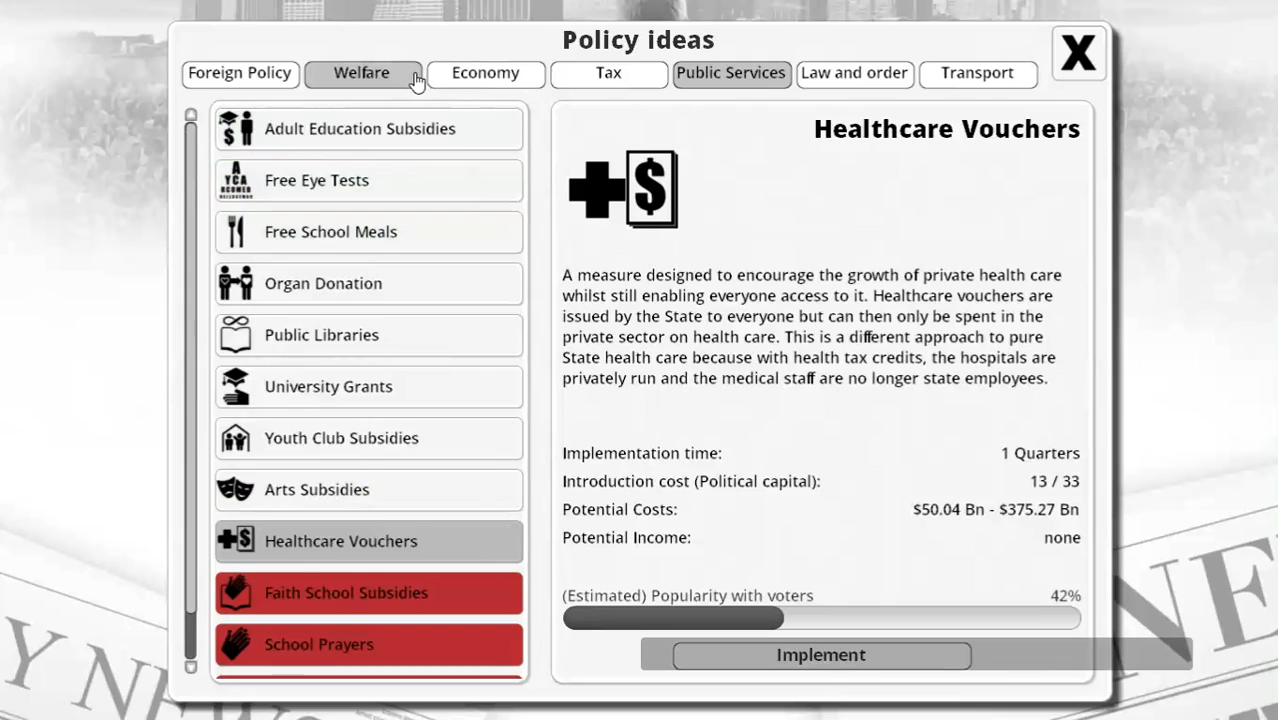 Policy ideas
X
Foreign Policy
Welfare
Economy
Tax
Public Services
Law and order
Transport
Adult Education Subsidies
Free Eye Tests
Free School Meals
Organ Donation
Public Libraries
University Grants
Youth Club Subsidies
Arts Subsidies
Healthcare Vouchers
Faith School Subsidies
School Prayers
Healthcare Vouchers
$
A measure designed to encourage the growth of private health care
whilst still enabling everyone access to it. Healthcare vouchers are
issued by the State to everyone but can then only be spent in the
private sector on health care. This is a different approach to pure
State health care because with health tax credits, the hospitals are
privately run and the medical staff are no longer state employees.
Implementation time: 1 Quarters
Introduction cost (Political capital): 13 / 33
Potential Costs: $50.04 Bn - $375.27 Bn
Potential Income: none
(Estimated) Popularity with voters 42%
Implement